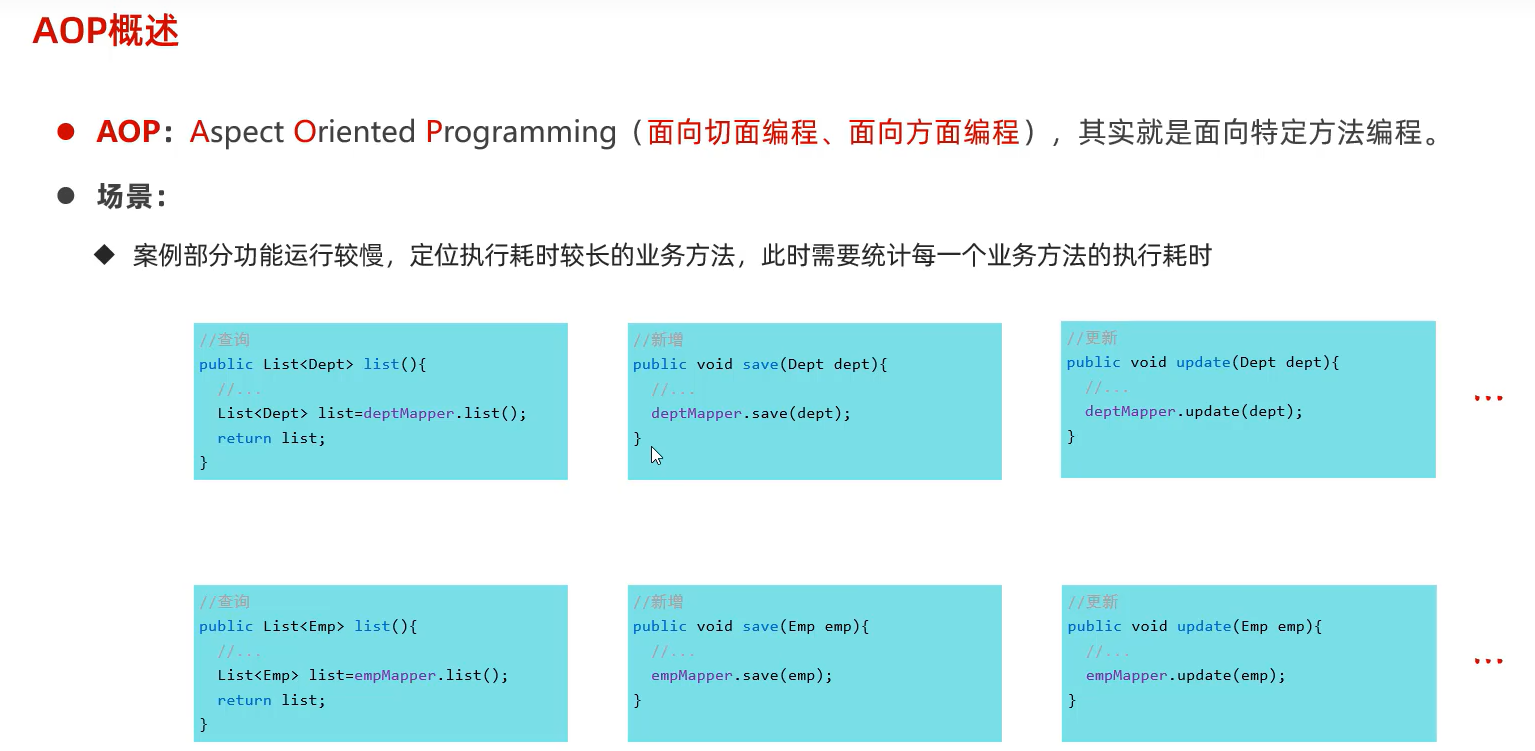 AOP概述
AOP：Aspect Oriented Programming（面向切面编程、面向方面编程），其实就是面向特定方法编程。
场景：
案例部分功能运行较慢，定位执行耗时较长的业务方法，此时需要统计每一个业务方法的执行耗时
//查询
public List<Dept> list(){
//...
List<Dept> list=deptMapper.list();
return list;
}
//新增
public void save(Dept dept){
//...
deptMapper.save(dept);
}
//更新
public void update(Dept dept){
//...
deptMapper.update(dept);
}
...
//查询
public List<Emp> list(){
//...
List<Emp> list=empMapper.list();
return list;
}
//新增
public void save(Emp emp){
//...
empMapper.save(emp);
}
//更新
public void update(Emp emp){
//...
empMapper.update(emp);
}
...